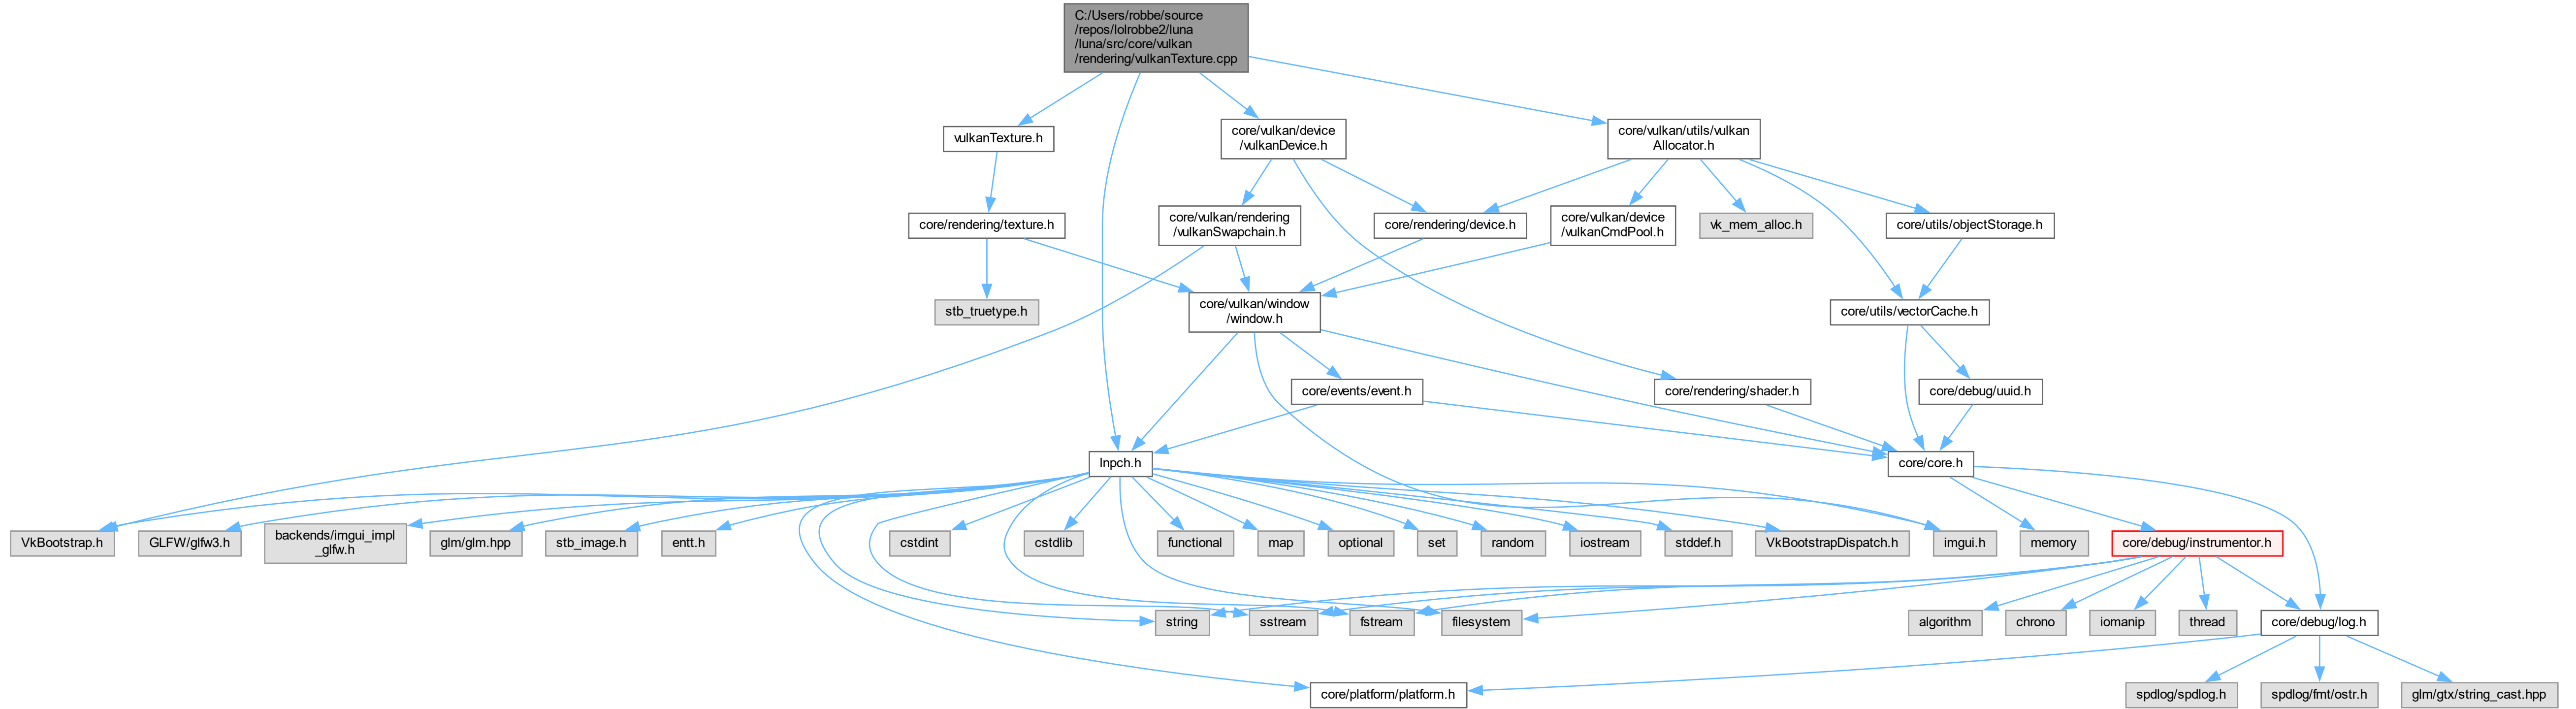 C:/Users/robbe/source
/repos/lolrobbe2/luna
/luna/src/core/vulkan
/rendering/vulkanTexture.cpp
vulkanTexture.h
core/vulkan/device
/vulkanDevice.h
core/vulkan/utils/vulkan
Allocator.h
core/rendering/texture.h
core/vulkan/rendering
/vulkanSwapchain.h
core/rendering/device.h
core/vulkan/device
/vulkanCmdPool.h
vk_mem_alloc.h
core/utils/objectStorage.h
stb_truetype.h
core/vulkan/window
/window.h
core/utils/vectorCache.h
core/events/event.h
core/rendering/shader.h
core/debug/uuid.h
lnpch.h
core/core.h
VkBootstrap.h
GLFW/glfw3.h
backends/imgui_impl
_glfw.h
glm/glm.hpp
stb_image.h
entt.h
cstdint
cstdlib
functional
map
optional
set
random
iostream
stddef.h
VkBootstrapDispatch.h
imgui.h
memory
core/debug/instrumentor.h
string
sstream
fstream
filesystem
algorithm
chrono
iomanip
thread
core/debug/log.h
core/platform/platform.h
spdlog/spdlog.h
spdlog/fmt/ostr.h
glm/gtx/string_cast.hpp